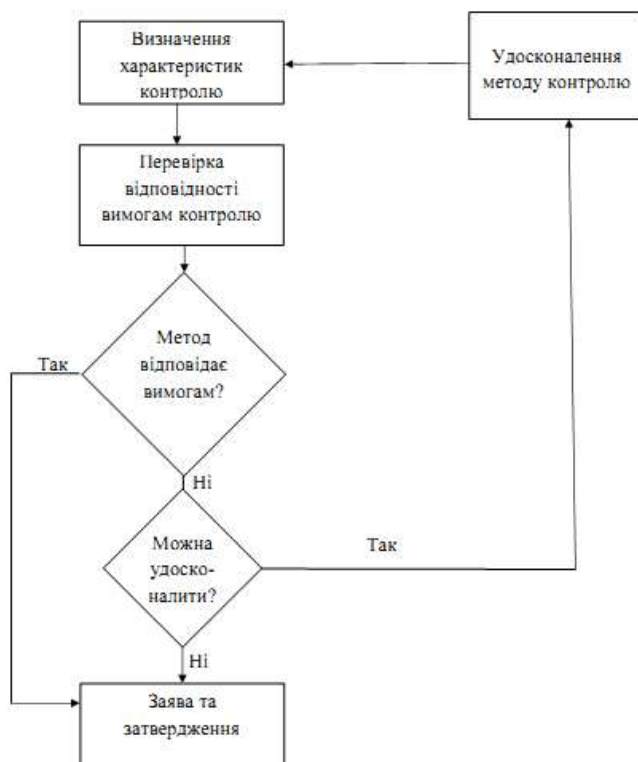 Визначення
характеристик
контролю
Удосконалення
методу контролю
Перевірка
відповідності
вимогам контролю
Метод
відповідає
вимогам?
Так
Ні
Можна
удоско-
налити?
Так
Ні
Заява та
затвердження